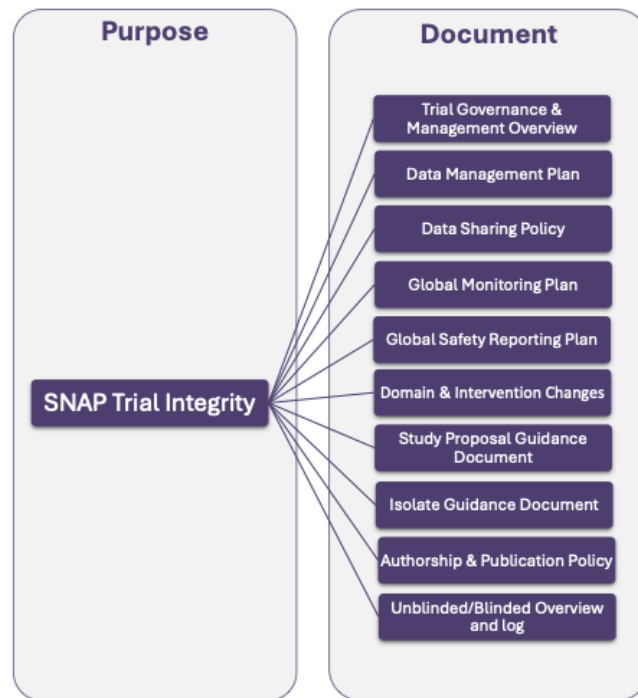 Purpose
Document
Trial Governance &
Management Overview
Data Management Plan
Data Sharing Policy
Global Monitoring Plan
Global Safety Reporting Plan
SNAP Trial Integrity
Domain & Intervention Changes
Study Proposal Guidance
Document
Isolate Guidance Document
Authorship & Publication Policy
Unblinded/Blinded Overview
and log